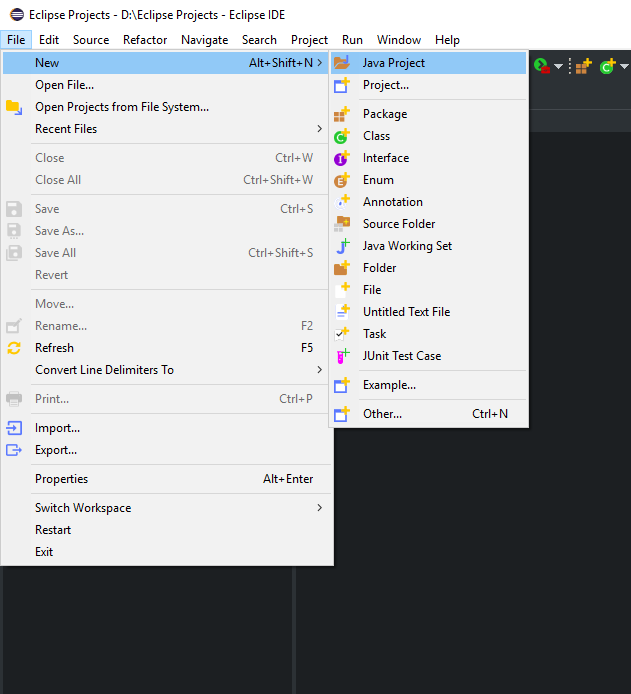 Eclipse Projects - D:\Eclipse Projects - Eclipse IDE
File Edit Source Refactor Navigate Search Project Run Window Help
New Alt+Shift+N >
Open File...
Open Projects from File System...
Recent Files >
Close Ctrl+W
Close All Ctrl+Shift+W
Save Ctrl+S
Save As...
Save All Ctrl+Shift+S
Revert
Move...
Rename... F2
Refresh F5
Convert Line Delimiters To >
Print... Ctrl+P
Import...
Export...
Properties Alt+Enter
Switch Workspace >
Restart
Exit
Java Project
Project...
Package
Class
Interface
Enum
Annotation
Source Folder
Java Working Set
Folder
File
Untitled Text File
Task
JUnit Test Case
Example...
Other... Ctrl+N